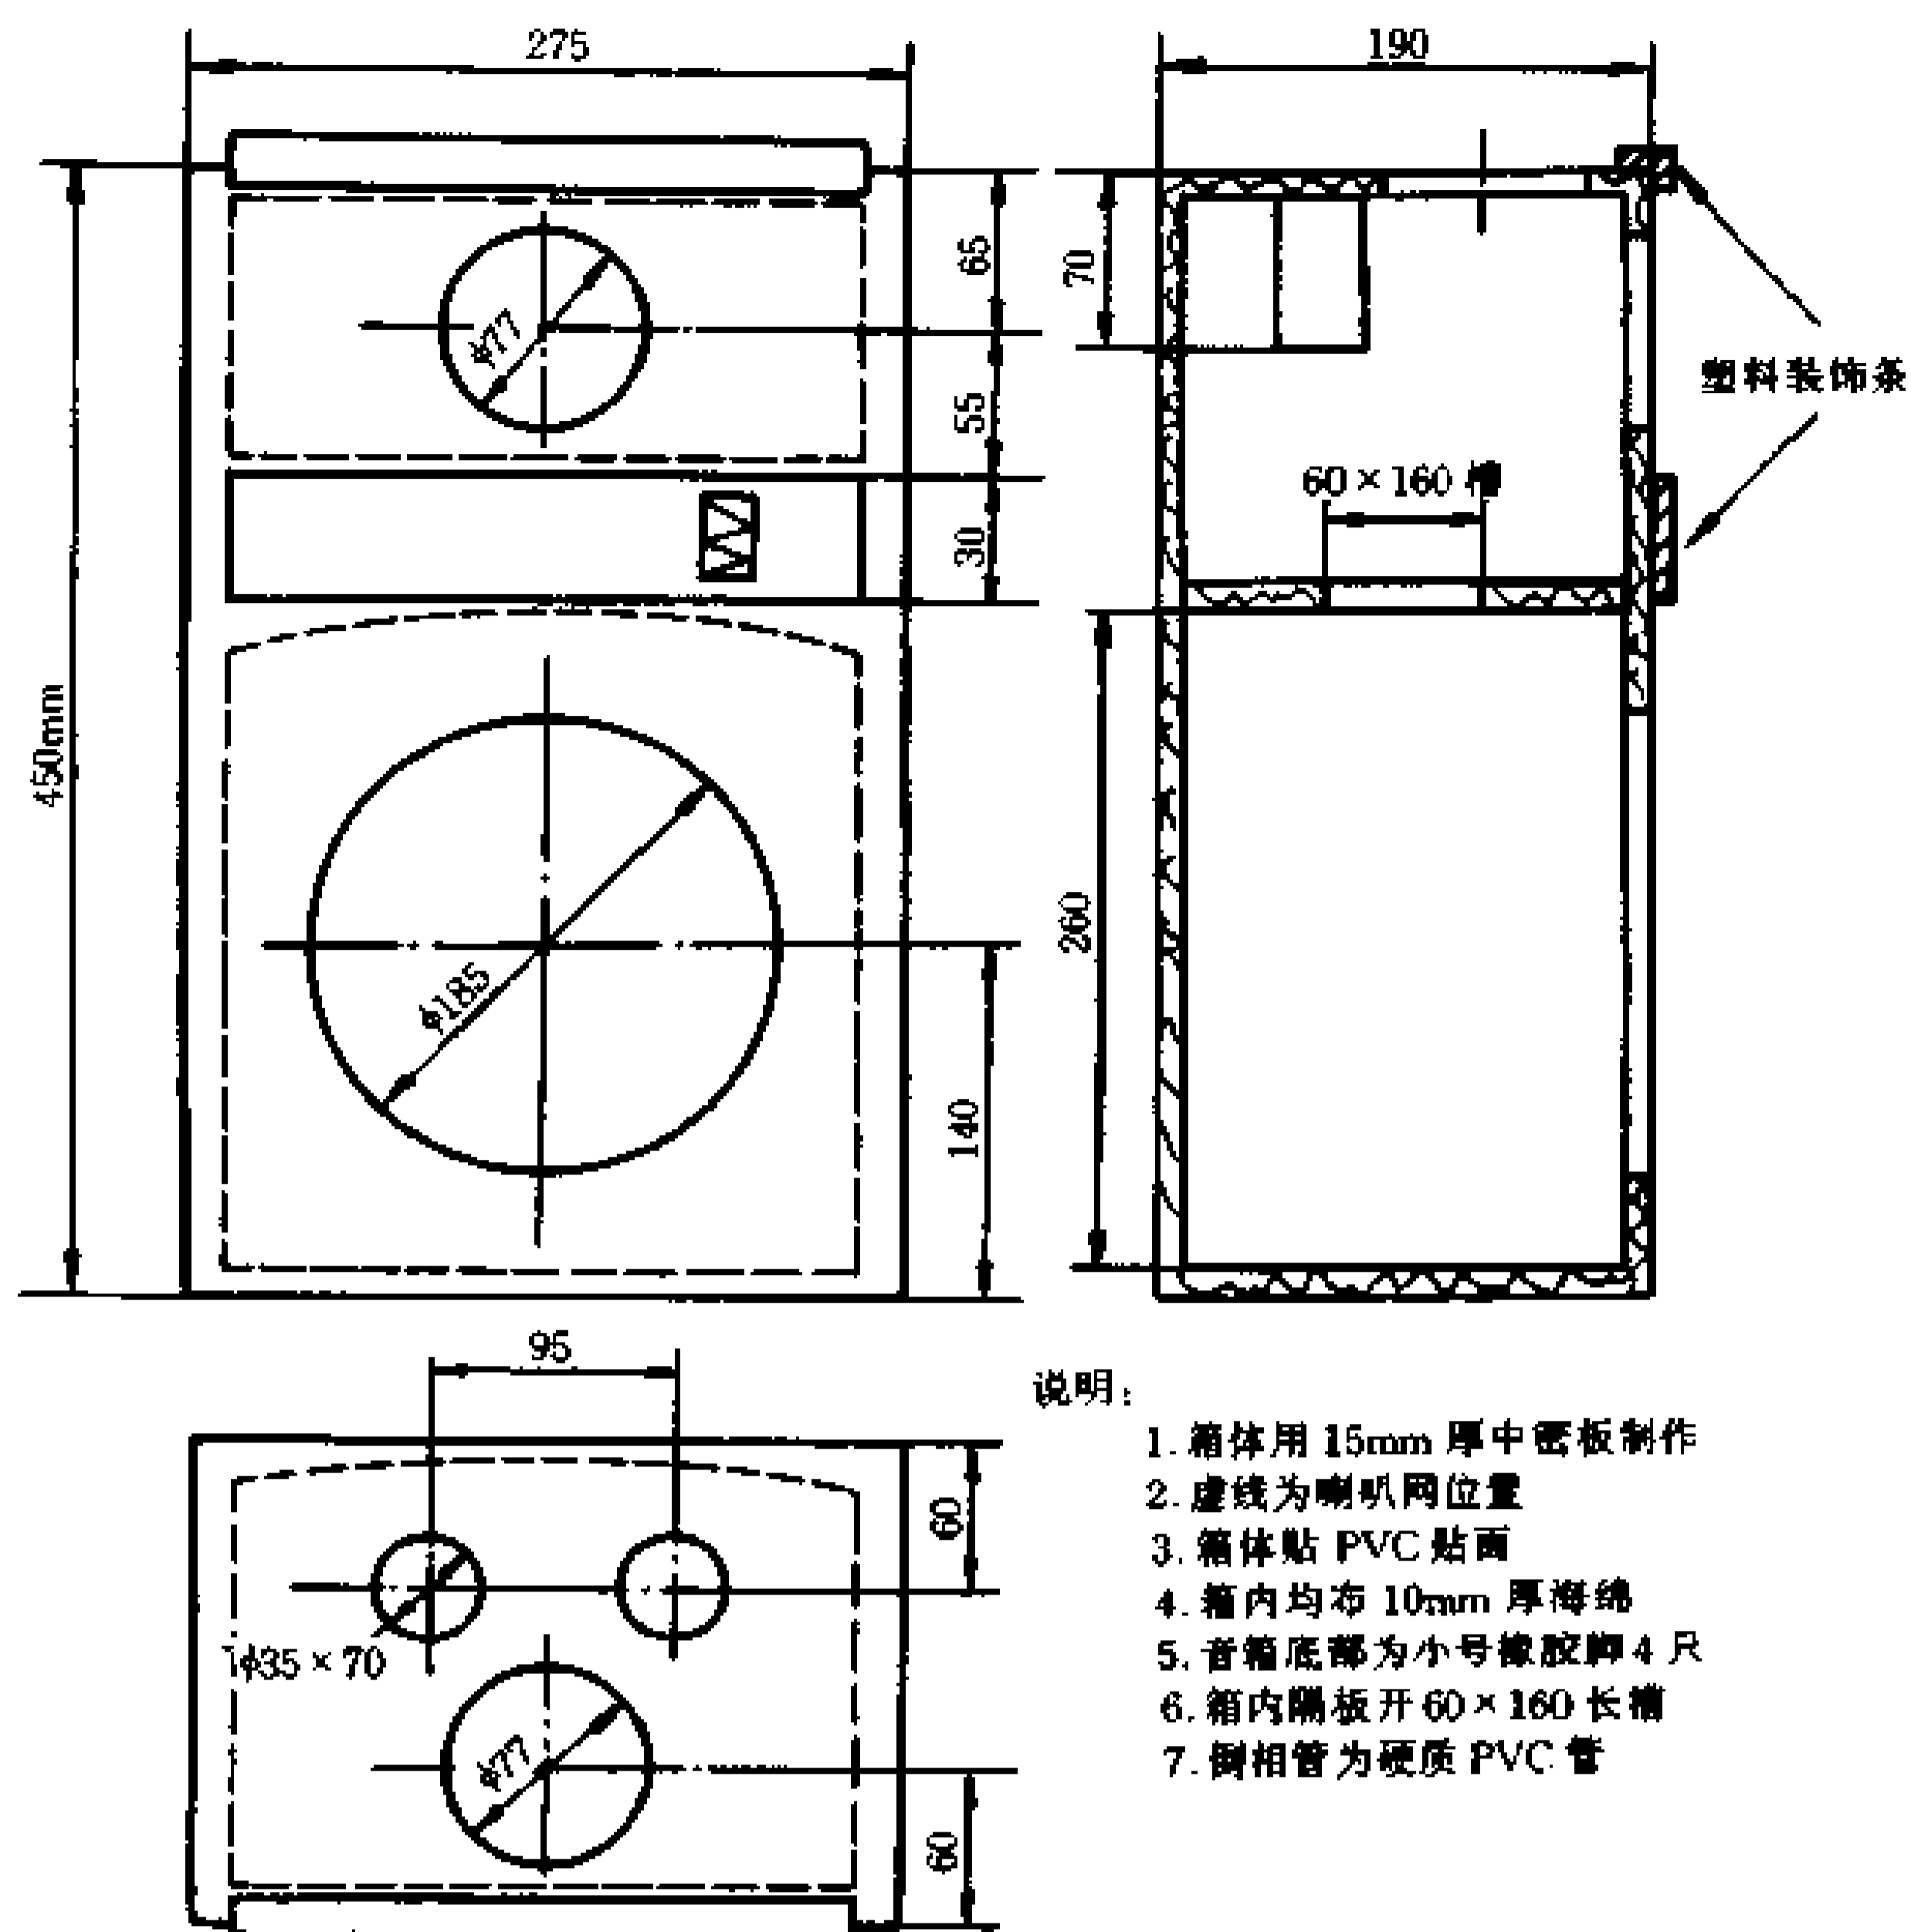 275
190
65
70
φ77
塑料装饰条
55
60×160 槽
30
450mm
260
φ185
140
95
说明:
1. 箱体用 15mm 厚中密板制作
60
2. 虚线为喇叭网位置
3. 箱体贴 PVC 贴面
4. 箱内均布 10mm 厚海绵
φ35×70
5. 音箱底部为小号橡胶脚 4 只
6. 箱内隔板开 60×160 长槽
φ77
7. 倒相管为硬质 PVC 管
60